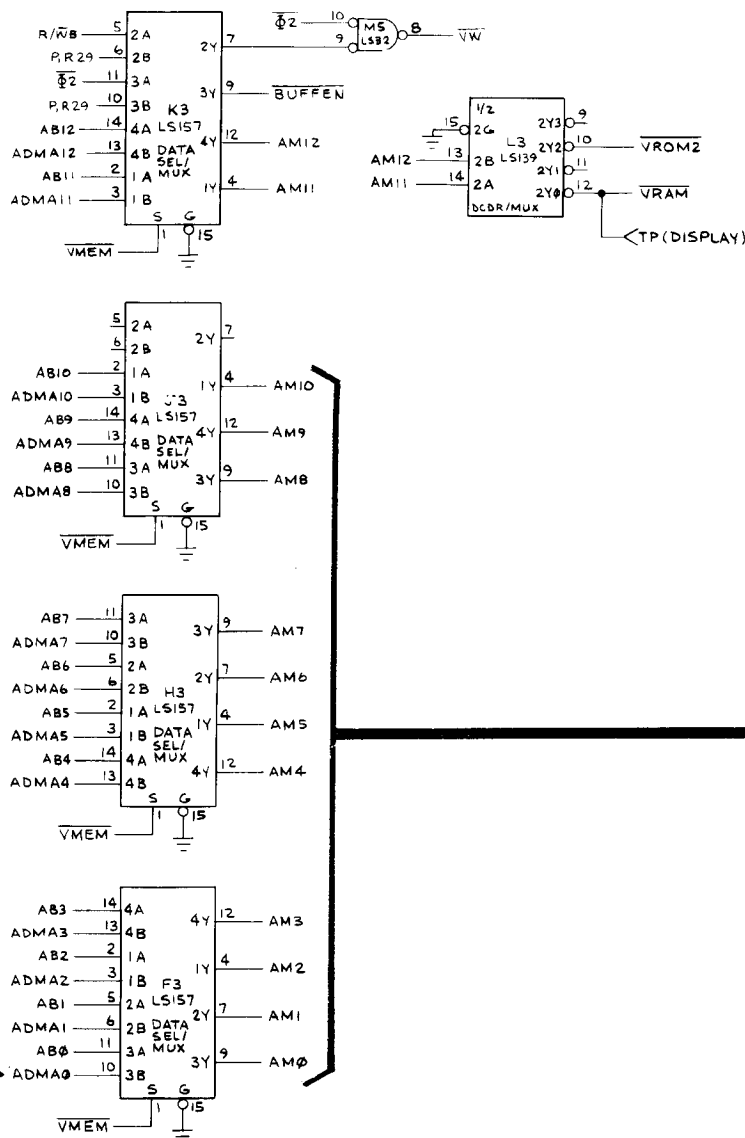 R/W̅B̅ 5 2A
P,R29 6 2B
Φ̅2̅ 11 3A
P,R29 10 3B
AB12 14 4A
ADMA12 13 4B
AB11 2 1A
ADMA11 3 1B
K3
LS157
DATA
SEL/
MUX
2Y 7
3Y 9 B̅U̅F̅F̅E̅N̅
4Y 12 AM12
1Y 4 AM11
S G
1 15
V̅M̅E̅M̅
Φ̅2̅ 10
9
M5
LS32
8 V̅W̅
1/2
15 2G
L3
LS139
AM12 13 2B
AM11 14 2A
DCDR/MUX
2Y3 9
2Y2 10 V̅R̅O̅M̅2̅
2Y1 11
2YØ 12 V̅R̅A̅M̅
TP(DISPLAY)
5 2A
6 2B
AB10 2 1A
ADMA10 3 1B
AB9 14 4A
ADMA9 13 4B
AB8 11 3A
ADMA8 10 3B
J3
LS157
DATA
SEL/
MUX
2Y 7
1Y 4 AM10
4Y 12 AM9
3Y 9 AM8
S G
1 15
V̅M̅E̅M̅
AB7 11 3A
ADMA7 10 3B
AB6 5 2A
ADMA6 6 2B
AB5 2 1A
ADMA5 3 1B
AB4 14 4A
ADMA4 13 4B
H3
LS157
DATA
SEL/
MUX
3Y 9 AM7
2Y 7 AM6
1Y 4 AM5
4Y 12 AM4
S G
1 15
V̅M̅E̅M̅
AB3 14 4A
ADMA3 13 4B
AB2 2 1A
ADMA2 3 1B
AB1 5 2A
ADMA1 6 2B
ABØ 11 3A
ADMAØ 10 3B
F3
LS157
DATA
SEL/
MUX
4Y 12 AM3
1Y 4 AM2
2Y 7 AM1
3Y 9 AMØ
S G
1 15
V̅M̅E̅M̅